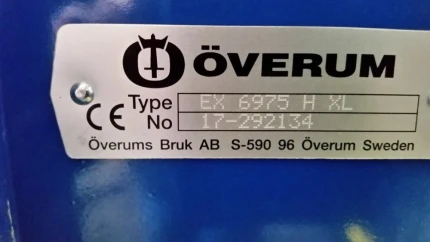 ÖVERUM
Type EX 6975 H XL
No 17-292134
CE
Överums Bruk AB S-590 96 Överum Sweden